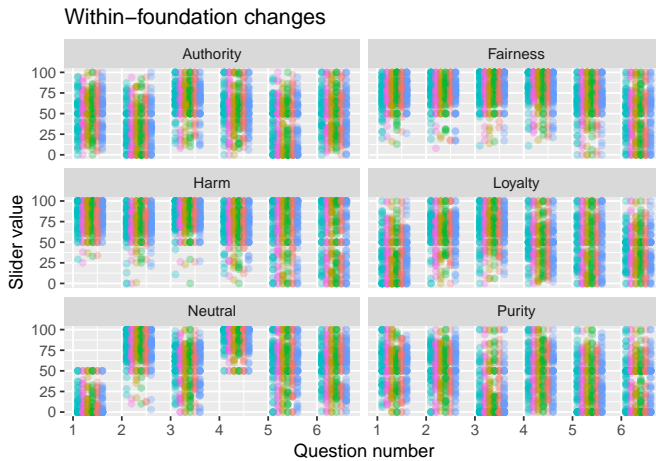 Within−foundation changes
Authority
Fairness
100
75
50
25
0
Harm
Loyalty
100
75
50
25
0
Neutral
Purity
100
75
50
25
0
1 2 3 4 5 6 1 2 3 4 5 6
Question number
Slider value